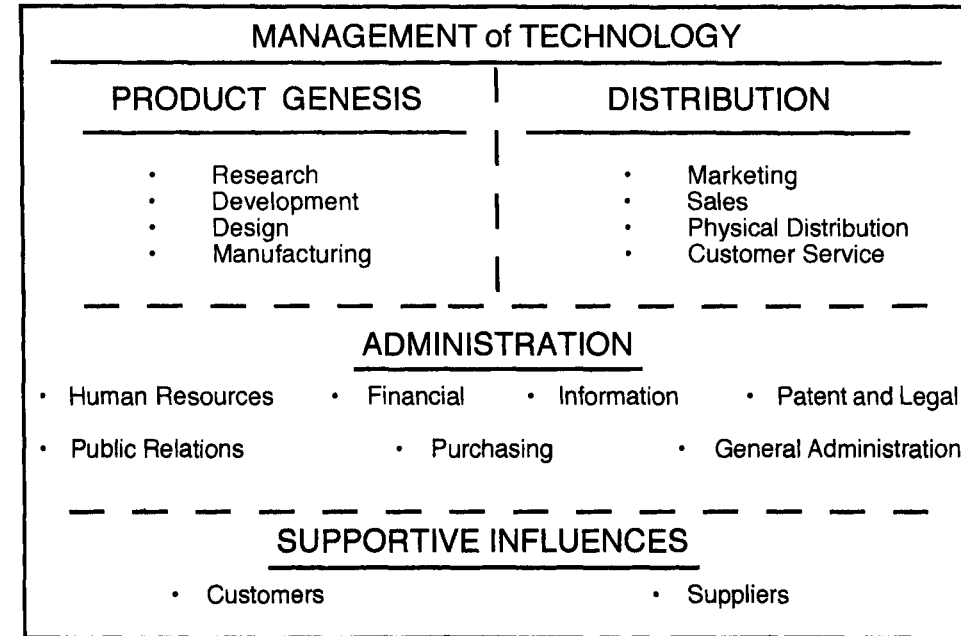 MANAGEMENT of TECHNOLOGY
PRODUCT GENESIS
• Research
• Development
• Design
• Manufacturing
DISTRIBUTION
• Marketing
• Sales
• Physical Distribution
• Customer Service
ADMINISTRATION
• Human Resources • Financial • Information • Patent and Legal
• Public Relations • Purchasing • General Administration
SUPPORTIVE INFLUENCES
• Customers • Suppliers